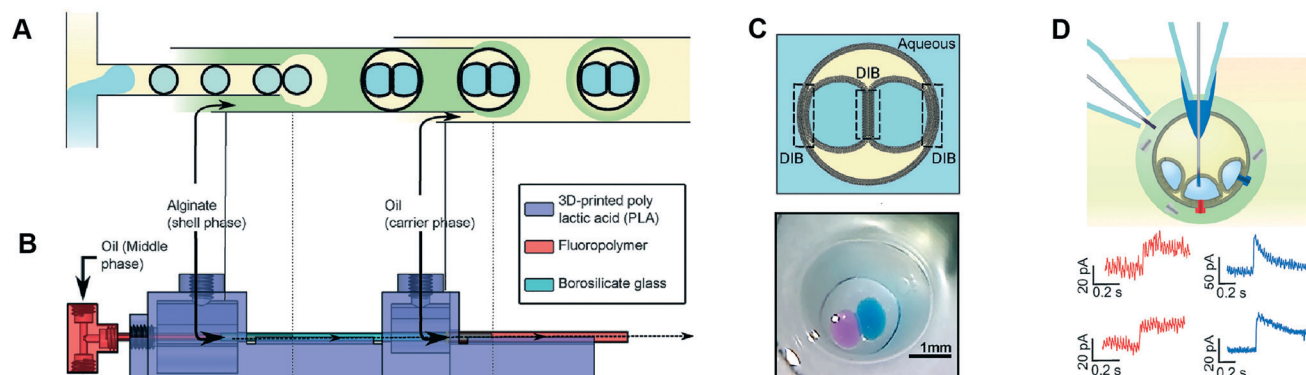 A
Alginate
(shell phase)
Oil
(carrier phase)
3D-printed poly
lactic acid (PLA)
Fluoropolymer
Borosilicate glass
B
Oil (Middle
phase)
C
Aqueous
DIB
DIB
DIB
1mm
D
20 pA
0.2 s
50 pA
0.2 s
20 pA
0.2 s
20 pA
0.2 s